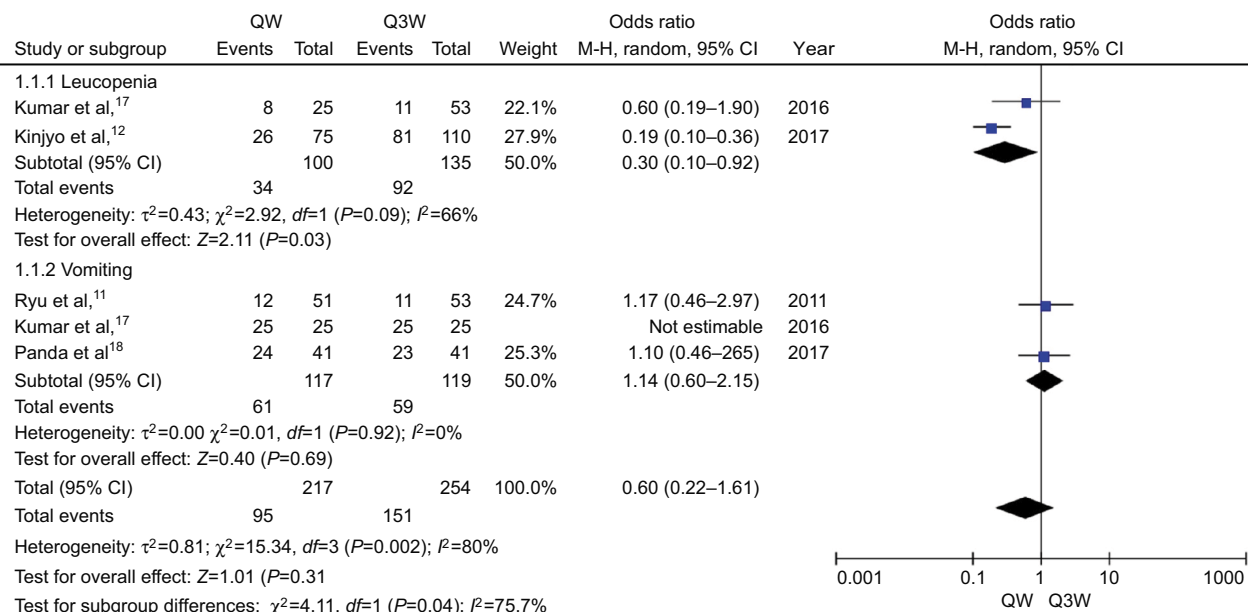 QW Q3W Odds ratio Odds ratio
Study or subgroup Events Total Events Total Weight M-H, random, 95% CI Year M-H, random, 95% CI
1.1.1 Leucopenia
Kumar et al,17 8 25 11 53 22.1% 0.60 (0.19–1.90) 2016
Kinjyo et al,12 26 75 81 110 27.9% 0.19 (0.10–0.36) 2017
Subtotal (95% CI) 100 135 50.0% 0.30 (0.10–0.92)
Total events 34 92
Heterogeneity: τ2=0.43; χ2=2.92, df=1 (P=0.09); I2=66%
Test for overall effect: Z=2.11 (P=0.03)
1.1.2 Vomiting
Ryu et al,11 12 51 11 53 24.7% 1.17 (0.46–2.97) 2011
Kumar et al,17 25 25 25 25 Not estimable 2016
Panda et al18 24 41 23 41 25.3% 1.10 (0.46–265) 2017
Subtotal (95% CI) 117 119 50.0% 1.14 (0.60–2.15)
Total events 61 59
Heterogeneity: τ2=0.00 χ2=0.01, df=1 (P=0.92); I2=0%
Test for overall effect: Z=0.40 (P=0.69)
Total (95% CI) 217 254 100.0% 0.60 (0.22–1.61)
Total events 95 151
Heterogeneity: τ2=0.81; χ2=15.34, df=3 (P=0.002); I2=80%
Test for overall effect: Z=1.01 (P=0.31
Test for subgroup differences: χ2=4.11, df=1 (P=0.04); I2=75.7%
0.001 0.1 1 10 1000
QW Q3W